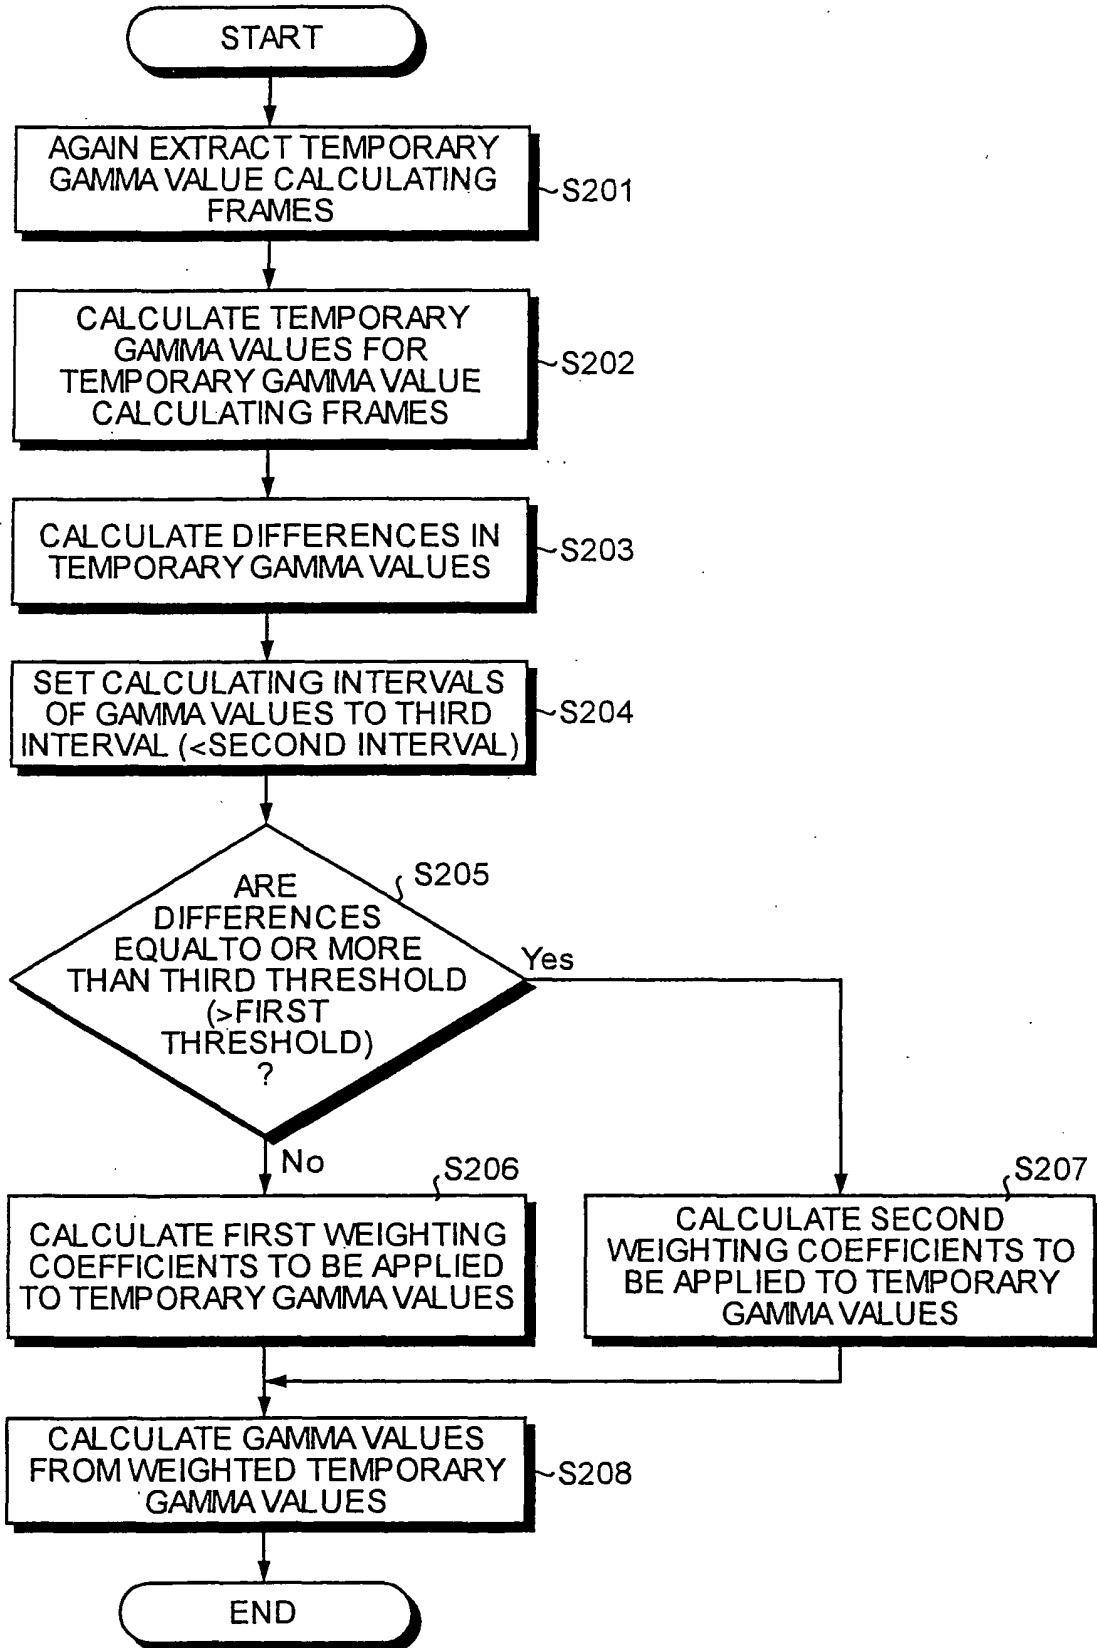 START
AGAIN EXTRACT TEMPORARY
GAMMA VALUE CALCULATING
FRAMES
S201
CALCULATE TEMPORARY
GAMMA VALUES FOR
TEMPORARY GAMMA VALUE
CALCULATING FRAMES
S202
CALCULATE DIFFERENCES IN
TEMPORARY GAMMA VALUES
S203
SET CALCULATING INTERVALS
OF GAMMA VALUES TO THIRD
INTERVAL (<SECOND INTERVAL)
S204
S205
ARE
DIFFERENCES
EQUALTO OR MORE
THAN THIRD THRESHOLD
(>FIRST
THRESHOLD)
?
Yes
No
S206
CALCULATE FIRST WEIGHTING
COEFFICIENTS TO BE APPLIED
TO TEMPORARY GAMMA VALUES
S207
CALCULATE SECOND
WEIGHTING COEFFICIENTS TO
BE APPLIED TO TEMPORARY
GAMMA VALUES
CALCULATE GAMMA VALUES
FROM WEIGHTED TEMPORARY
GAMMA VALUES
S208
END